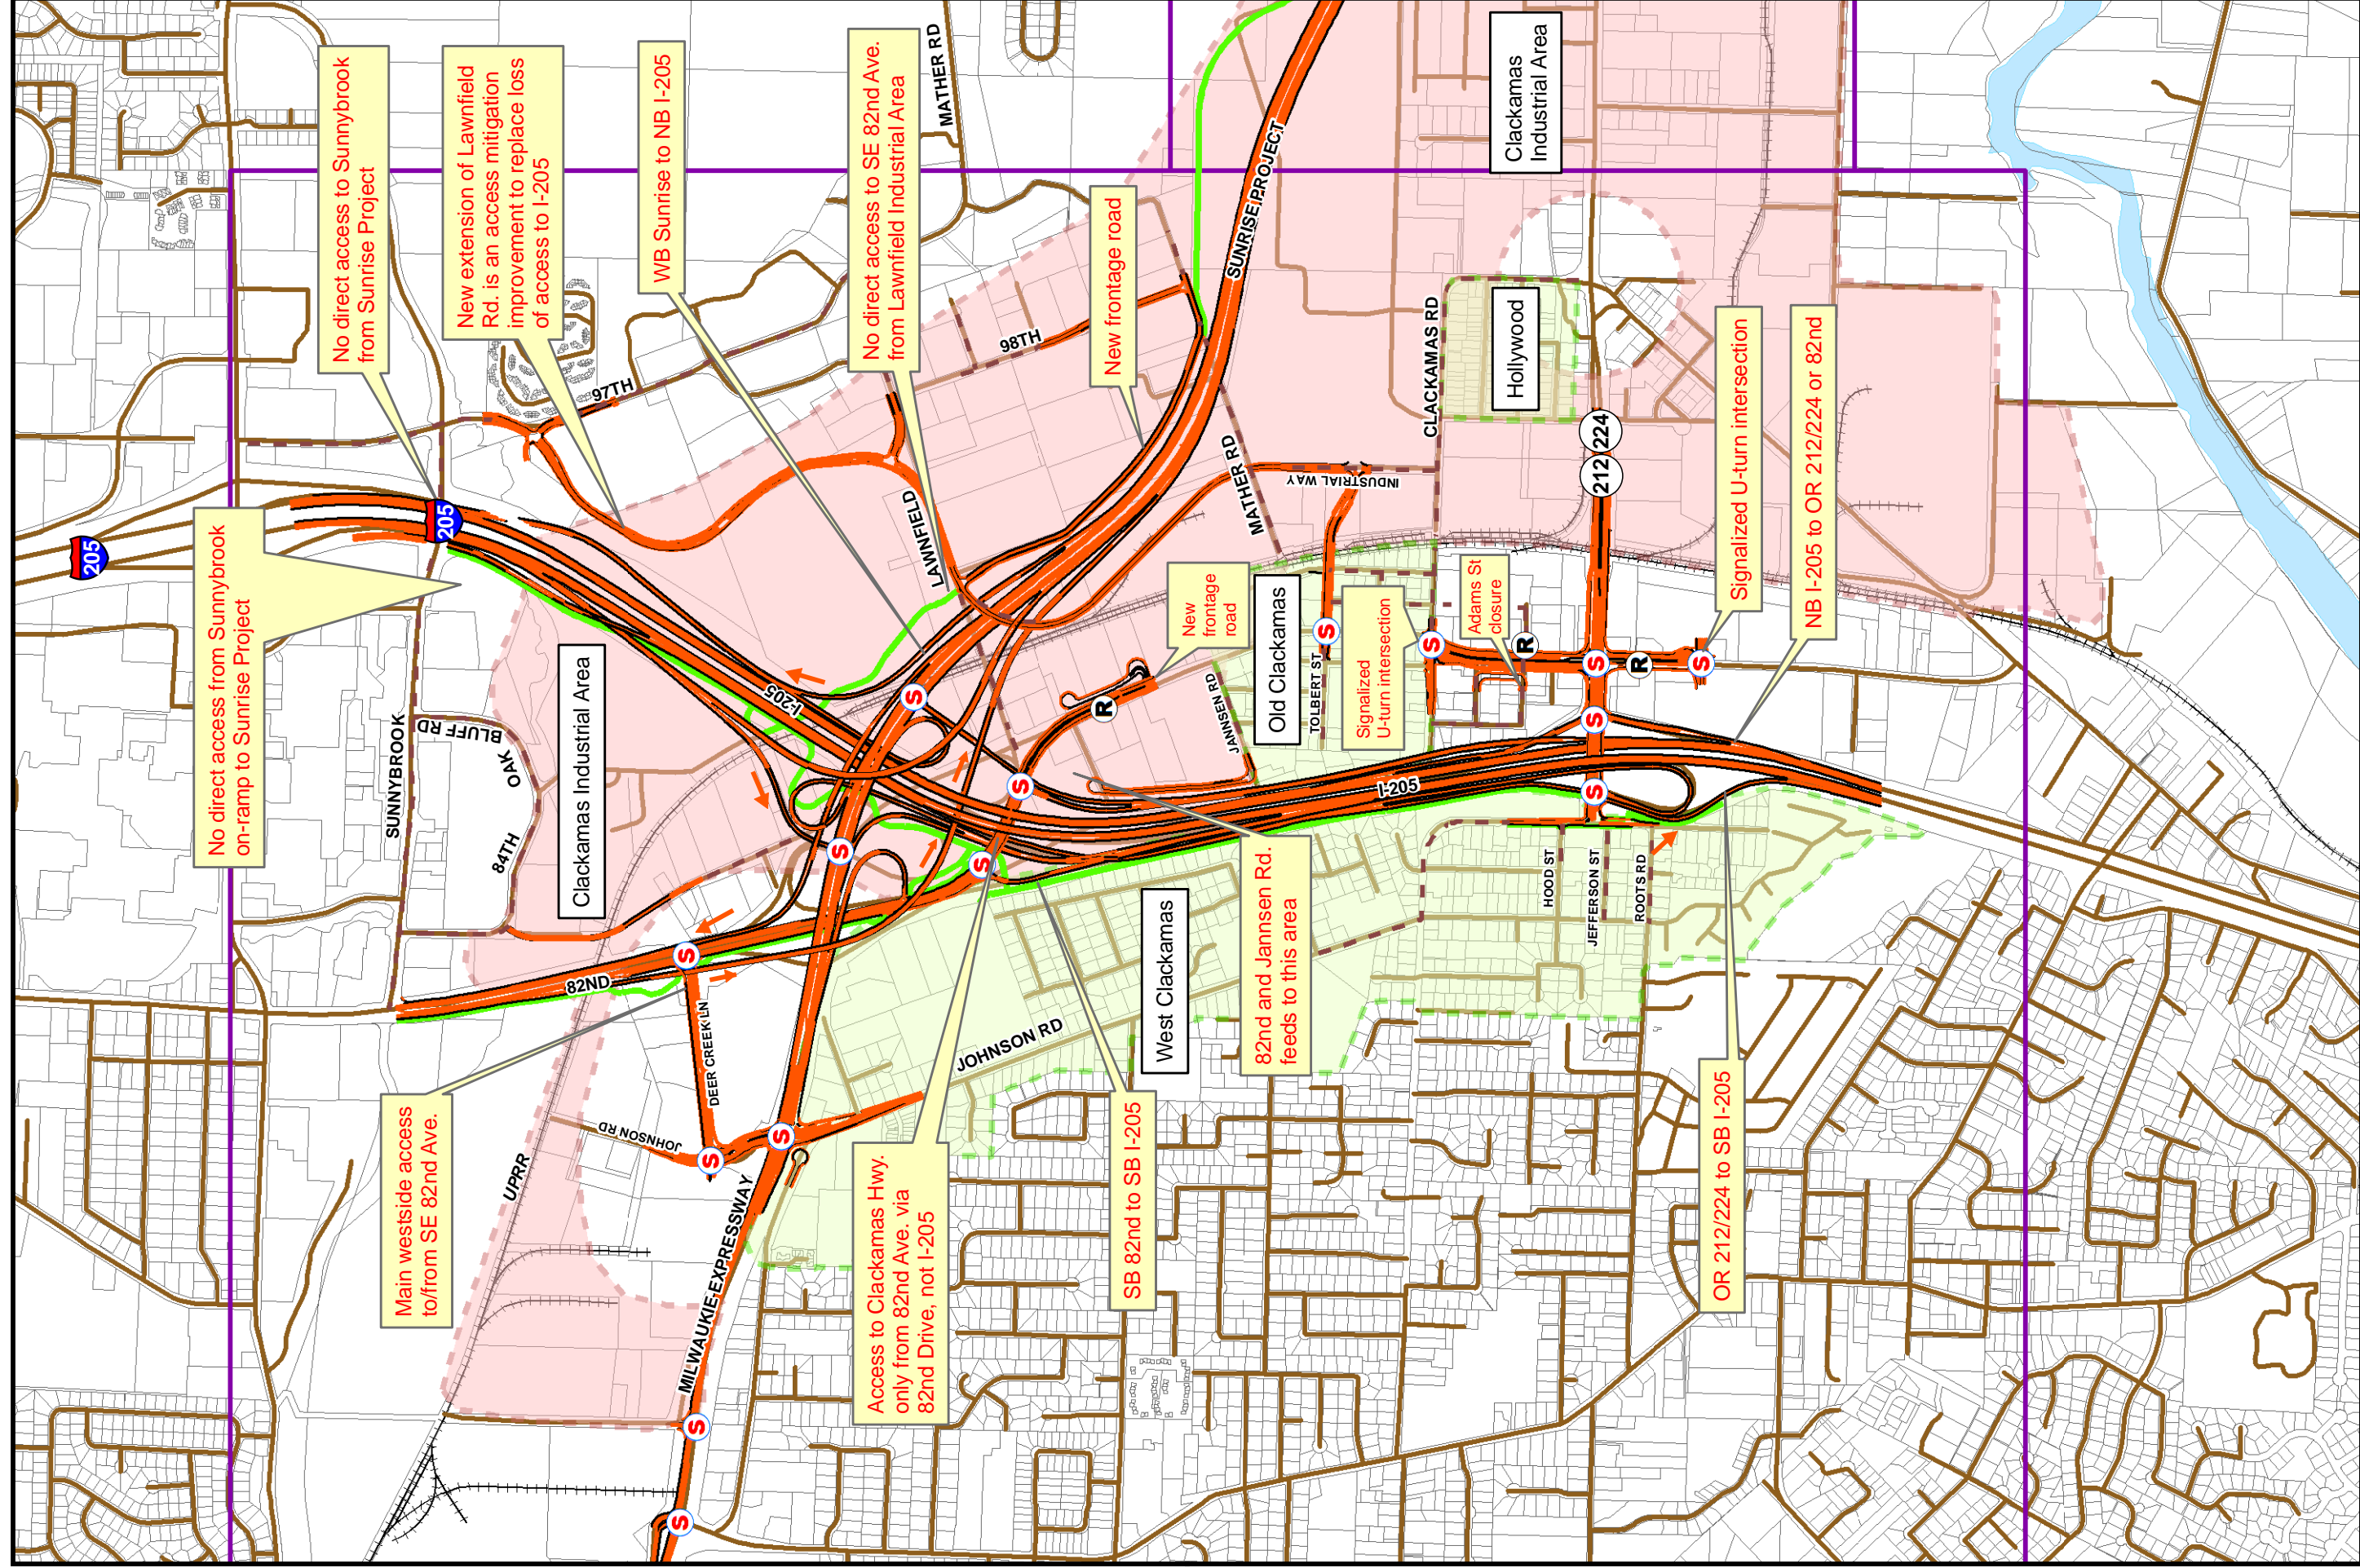 No direct access to Sunnybrook
from Sunrise Project
New extension of Lawnfield
Rd. is an access mitigation
improvement to replace loss
of access to I-205
WB Sunrise to NB I-205
No direct access to SE 82nd Ave.
from Lawnfield Industrial Area
MATHER RD
New frontage road
SUNRISE PROJECT
Clackamas
Industrial Area
No direct access from Sunnybrook
on-ramp to Sunrise Project
205
205
97TH
98TH
LAWNFIELD
MATHER RD
INDUSTRIAL WAY
CLACKAMAS RD
Hollywood
212
224
Signalized U-turn intersection
NB I-205 to OR 212/224 or 82nd
SUNNYBROOK
OAK
BLUFF RD
84TH
Clackamas Industrial Area
I-205
S
S
S
S
S
New
frontage
road
R
JANNSEN RD
Old Clackamas
TOLBERT ST
S
Signalized
U-turn intersection
S
Adams St
closure
R
S
R
S
S
S
I-205
82ND
Main westside access
to/from SE 82nd Ave.
UPRR
DEER CREEK LN
JOHNSON RD
S
S
MILWAUKIE EXPRESSWAY
S
S
Access to Clackamas Hwy.
only from 82nd Ave. via
82nd Drive, not I-205
JOHNSON RD
SB 82nd to SB I-205
West Clackamas
82nd and Jannsen Rd.
feeds to this area
HOOD ST
JEFFERSON ST
ROOTS RD
OR 212/224 to SB I-205